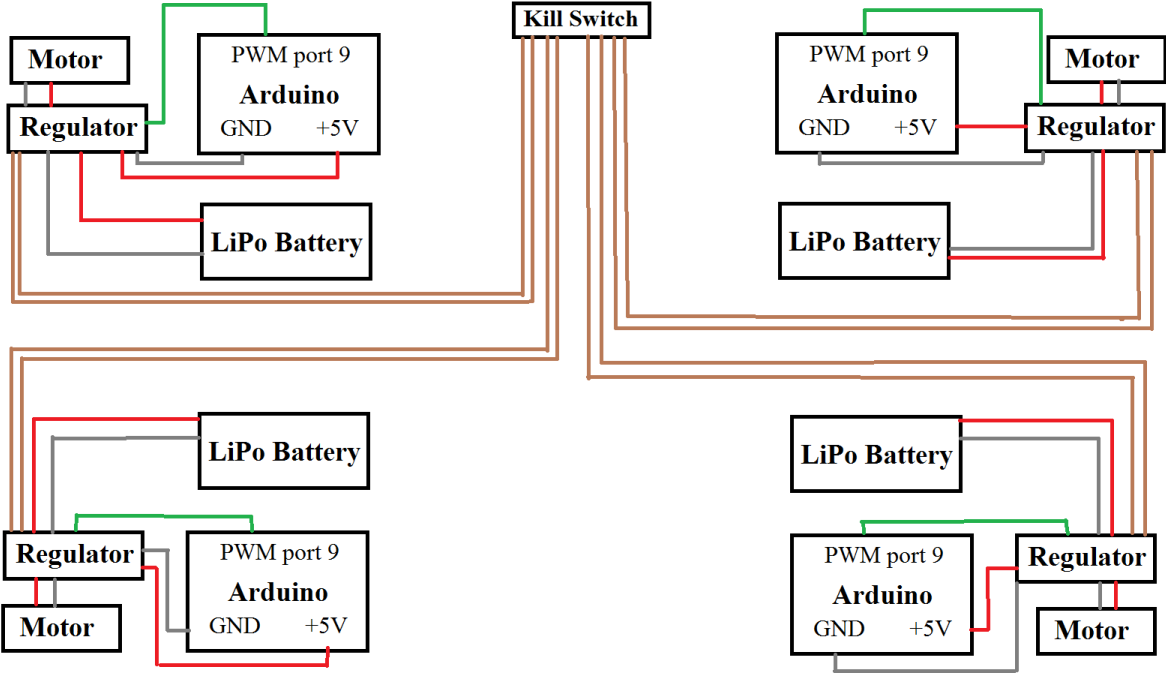 Kill Switch
Motor
PWM port 9
Arduino
GND +5V
Regulator
LiPo Battery
PWM port 9
Arduino
GND +5V
Motor
Regulator
LiPo Battery
LiPo Battery
Regulator
PWM port 9
Arduino
GND +5V
Motor
LiPo Battery
PWM port 9
Arduino
GND +5V
Regulator
Motor